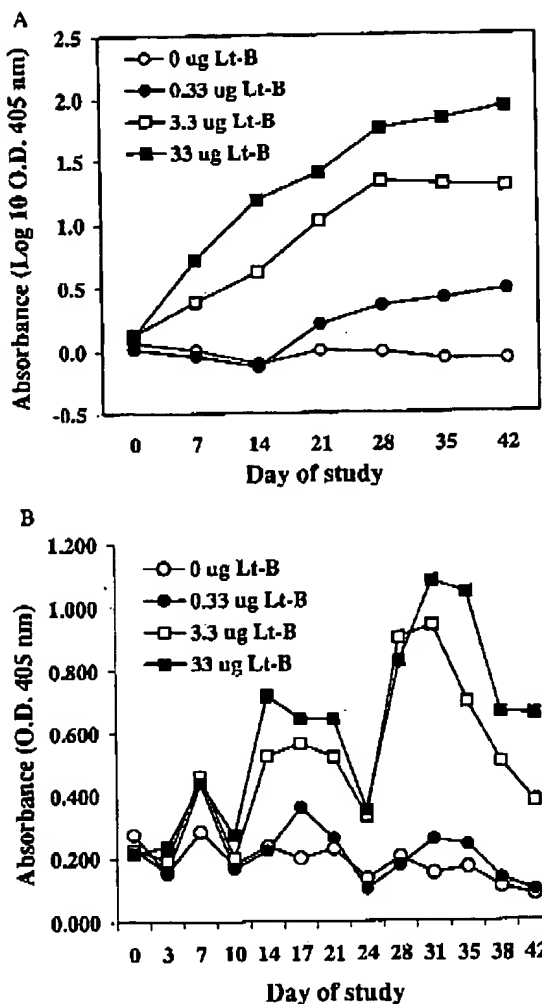 A
2.5
2.0
1.5
1.0
0.5
0.0
-0.5
Absorbance (Log 10 O.D. 405 nm)
0 ug Lt-B
0.33 ug Lt-B
3.3 ug Lt-B
33 ug Lt-B
0 7 14 21 28 35 42
Day of study
B
1.200
1.000
0.800
0.600
0.400
0.200
0.000
Absorbance (O.D. 405 nm)
0 ug Lt-B
0.33 ug Lt-B
3.3 ug Lt-B
33 ug Lt-B
0 3 7 10 14 17 21 24 28 31 35 38 42
Day of study